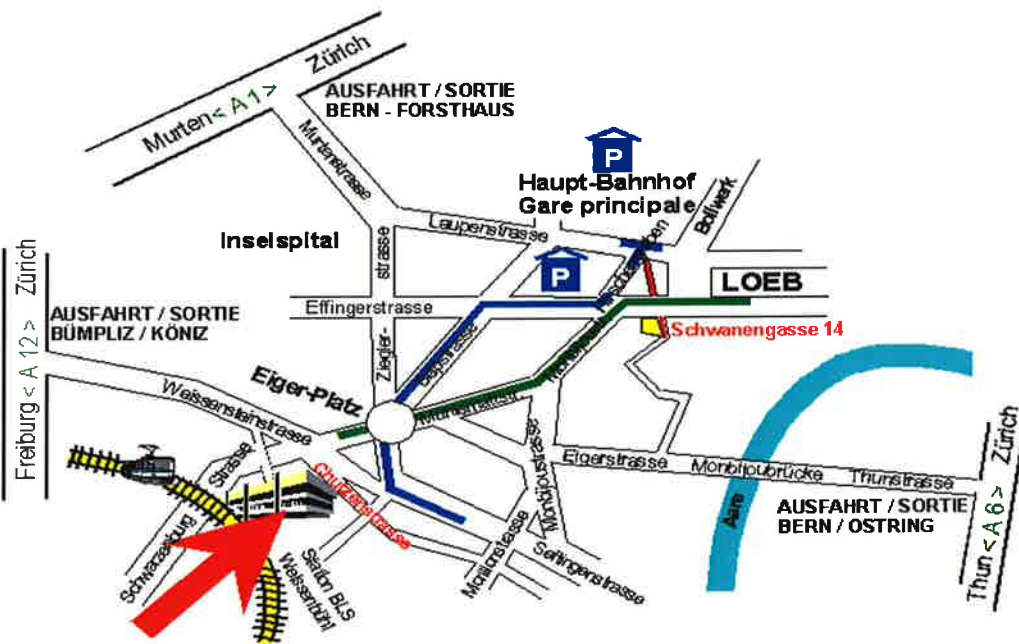 Zürich
Murten < A 1 >
AUSFAHRT / SORTIE
BERN - FORSTHAUS
Murtenstrasse
P
Haupt-Bahnhof
Gare principale
Bollwerk
Laupenstrasse
Inselspital
strasse
Ziegler-
P
LOEB
Effingerstrasse
Schwanengasse 14
Zürich
Freiburg < A 12 >
AUSFAHRT / SORTIE
BÜMPLIZ / KÖNIZ
Eiger-Platz
Weissensteinstrasse
Schwarzenburg
Strasse
Chutzenstrasse
Station BLS
Weissenbühl
Monbijoustrasse
Eigerstrasse
Monbijoubrücke
Thunstrasse
Aare
AUSFAHRT / SORTIE
BERN / OSTRING
Zürich
Thun < A 6 >
Seftingenstrasse